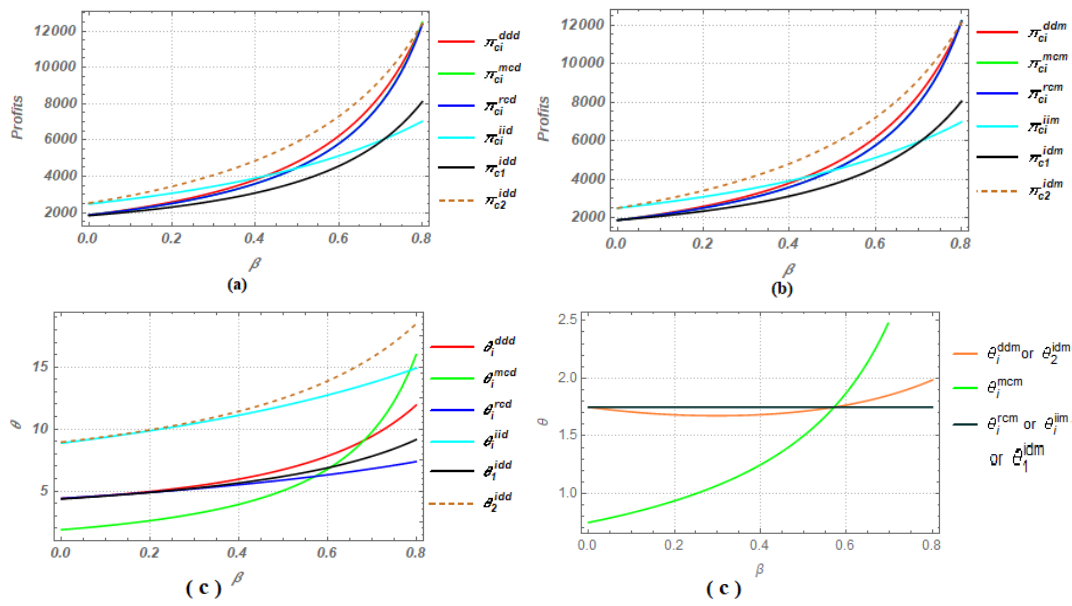 12000
10000
8000
6000
4000
2000
Profits
0.0 0.2 0.4 0.6 0.8
β
(a)
π_ci^ddd
π_ci^mcd
π_ci^rcd
π_ci^iid
π_c1^idd
π_c2^idd
12000
10000
8000
6000
4000
2000
Profits
0.0 0.2 0.3 0.4 0.5 0.6 0.7 0.8
β
(b)
π_ci^ddm
π_ci^mcm
π_ci^rcm
π_ci^iim
π_c1^idm
π_c2^idm
15
10
5
θ
0.0 0.2 0.4 0.6 0.8
β
( c )
θ_i^ddd
θ_i^mcd
θ_i^rcd
θ_i^iid
θ_1^idd
θ_2^idd
2.5
2.0
1.5
1.0
θ
0.0 0.2 0.4 0.6 0.8
β
( c )
θ_i^ddm or θ_2^idm
θ_i^mcm
θ_i^rcm or θ_i^iim
or θ_1^idm